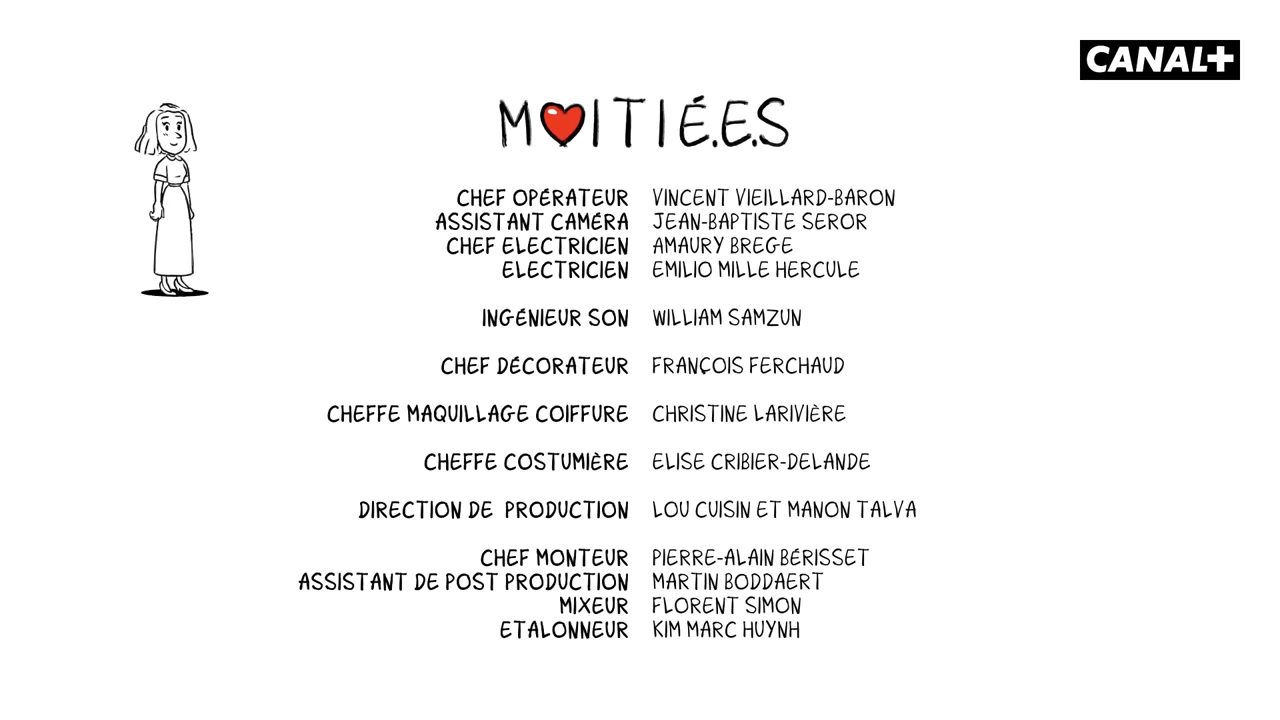 CANAL+
M❤ITIÉ.E.S
CHEF OPÉRATEUR VINCENT VIEILLARD-BARON
ASSISTANT CAMÉRA JEAN-BAPTISTE SEROR
CHEF ELECTRICIEN AMAURY BREGE
ELECTRICIEN EMILIO MILLE HERCULE
INGÉNIEUR SON WILLIAM SAMZUN
CHEF DÉCORATEUR FRANÇOIS FERCHAUD
CHEFFE MAQUILLAGE COIFFURE CHRISTINE LARIVIÈRE
CHEFFE COSTUMIÈRE ELISE CRIBIER-DELANDE
DIRECTION DE PRODUCTION LOU CUISIN ET MANON TALVA
CHEF MONTEUR PIERRE-ALAIN BÉRISSET
ASSISTANT DE POST PRODUCTION MARTIN BODDAERT
MIXEUR FLORENT SIMON
ETALONNEUR KIM MARC HUYNH